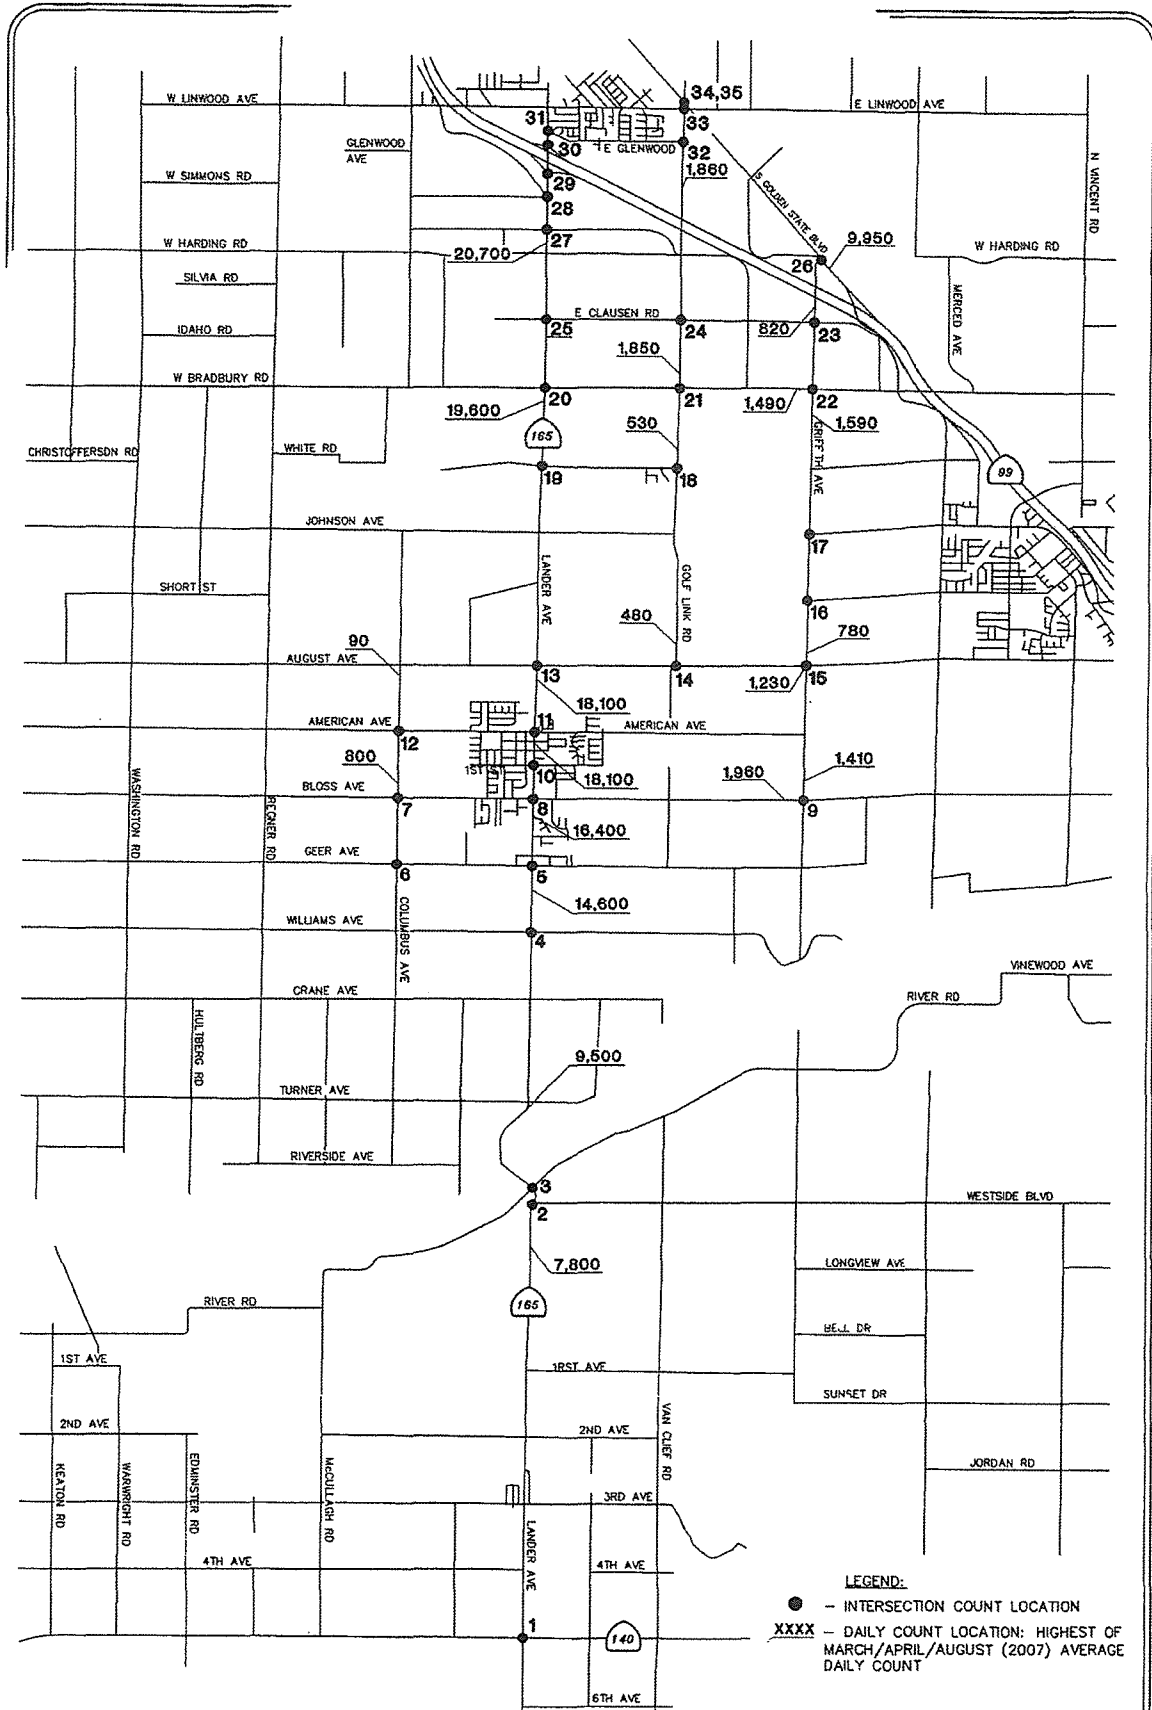 34,35
W LINWOOD AVE
E LINWOOD AVE
33
31
30
GLENWOOD
AVE
E GLENWOOD
32
N VINCENT RD
1,860
W SIMMONS RD
29
28
S GOLDEN STATE BLVD
27
9,950
W HARDING RD
20,700
26
W HARDING RD
SILVIA RD
MERCED AVE
E CLAUSEN RD
IDAHO RD
25
24
820
23
1,850
W BRADBURY RD
20
21
1,490
22
19,600
165
530
1,590
CHRISTOFFERSON RD
WHITE RD
GRIFFTH AVE
99
19
18
JOHNSON AVE
17
LANDER AVE
GOLF LINK RD
SHORT ST
16
480
780
90
AUGUST AVE
13
14
1,230
15
18,100
AMERICAN AVE
12
11
AMERICAN AVE
800
1ST ST
10
18,100
1,960
1,410
WASHINGTON RD
REGNER RD
BLOSS AVE
7
8
9
16,400
GEER AVE
6
5
14,600
COLUMBUS AVE
WILLIAMS AVE
4
VINEWOOD AVE
CRANE AVE
RIVER RD
HULTBERG RD
9,500
TURNER AVE
RIVERSIDE AVE
3
2
WESTSIDE BLVD
7,800
LONGVIEW AVE
RIVER RD
165
BELL DR
1ST AVE
1RST AVE
SUNSET DR
2ND AVE
2ND AVE
VAN CLIEF RD
KEATON RD
WARWRIGHT RD
EDMINSTER RD
McCULLAGH RD
JORDAN RD
3RD AVE
LANDER AVE
4TH AVE
4TH AVE
LEGEND:
– INTERSECTION COUNT LOCATION
1
140
XXXX – DAILY COUNT LOCATION: HIGHEST OF
MARCH/APRIL/AUGUST (2007) AVERAGE
DAILY COUNT
6TH AVE